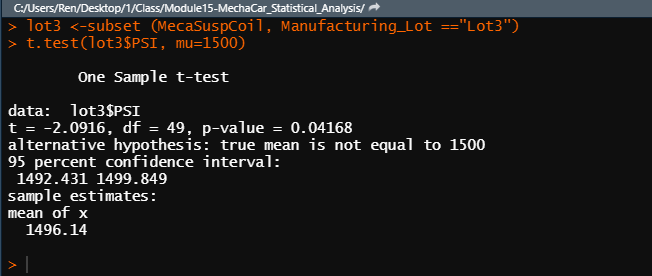 C:/Users/Ren/Desktop/1/Class/Module15-MechaCar_Statistical_Analysis/
> lot3 <-subset (MecaSuspCoil, Manufacturing_Lot =="Lot3")
> t.test(lot3$PSI, mu=1500)
One Sample t-test
data:  lot3$PSI
t = -2.0916, df = 49, p-value = 0.04168
alternative hypothesis: true mean is not equal to 1500
95 percent confidence interval:
1492.431 1499.849
sample estimates:
mean of x
1496.14
>